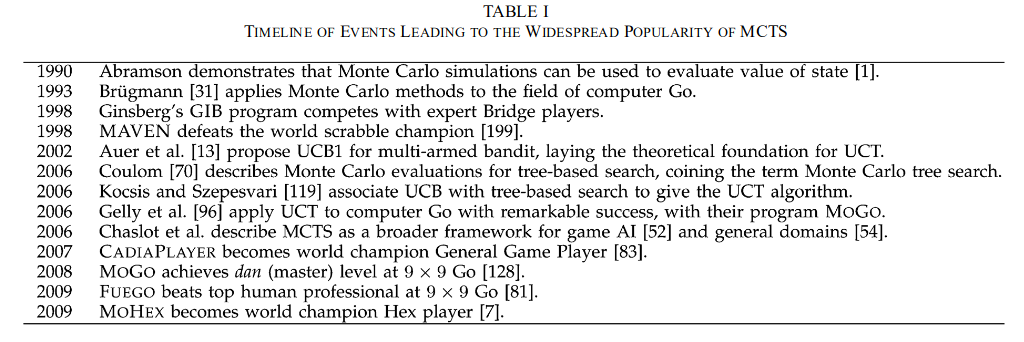 TABLE I
TIMELINE OF EVENTS LEADING TO THE WIDESPREAD POPULARITY OF MCTS
1990 Abramson demonstrates that Monte Carlo simulations can be used to evaluate value of state [1].
1993 Brügmann [31] applies Monte Carlo methods to the field of computer Go.
1998 Ginsberg's GIB program competes with expert Bridge players.
1998 MAVEN defeats the world scrabble champion [199].
2002 Auer et al. [13] propose UCB1 for multi-armed bandit, laying the theoretical foundation for UCT.
2006 Coulom [70] describes Monte Carlo evaluations for tree-based search, coining the term Monte Carlo tree search.
2006 Kocsis and Szepesvari [119] associate UCB with tree-based search to give the UCT algorithm.
2006 Gelly et al. [96] apply UCT to computer Go with remarkable success, with their program MOGO.
2006 Chaslot et al. describe MCTS as a broader framework for game AI [52] and general domains [54].
2007 CADIAPLAYER becomes world champion General Game Player [83].
2008 MOGO achieves dan (master) level at 9 × 9 Go [128].
2009 FUEGO beats top human professional at 9 × 9 Go [81].
2009 MOHEX becomes world champion Hex player [7].